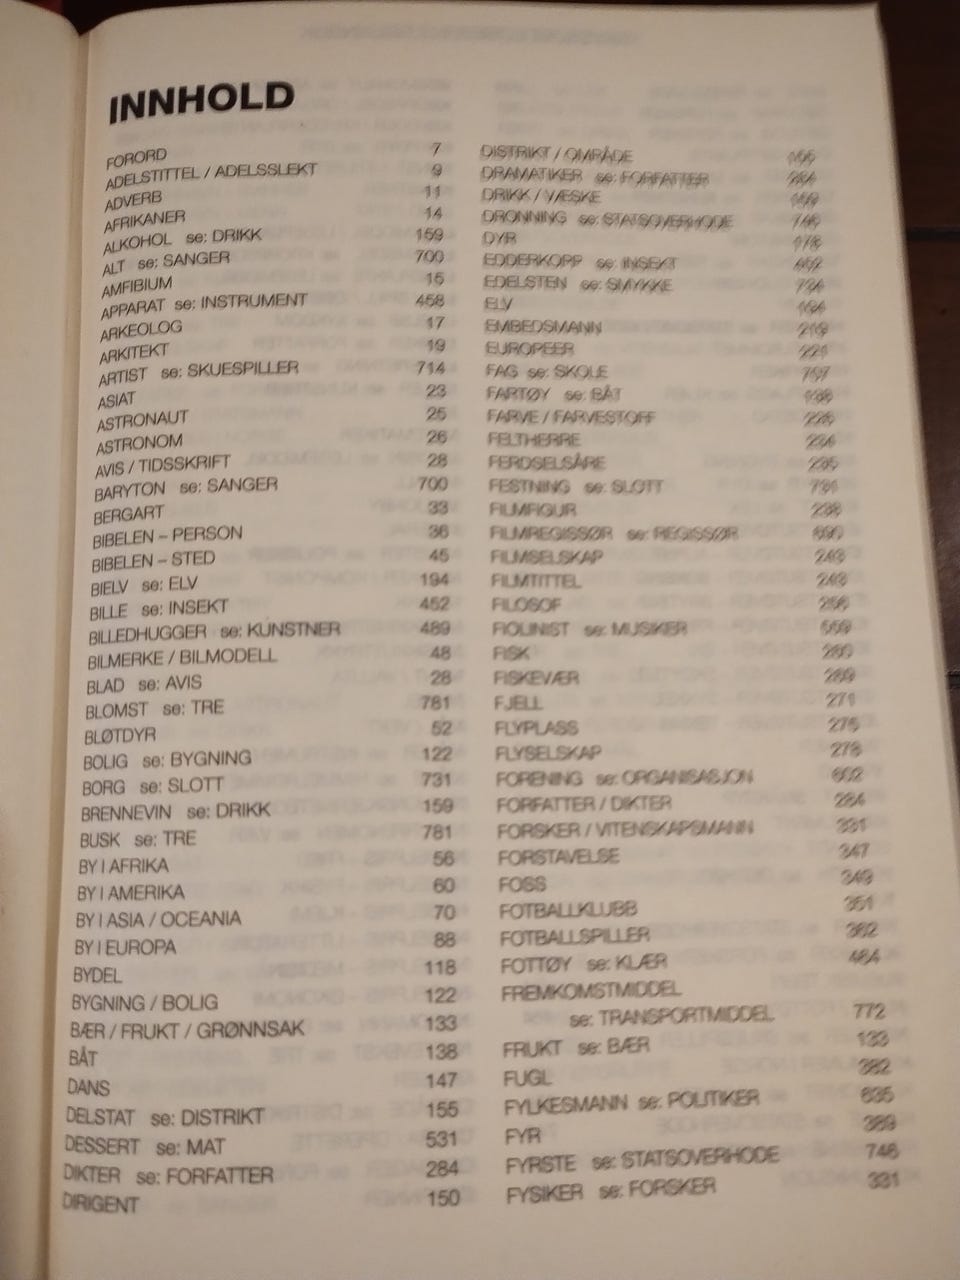 INNHOLD
FORORD 7
ADELSTITTEL / ADELSSLEKT 9
ADVERB 11
AFRIKANER 14
ALKOHOL se: DRIKK 159
ALT se: SANGER 700
AMFIBIUM 15
APPARAT se: INSTRUMENT 458
ARKEOLOG 17
ARKITEKT 19
ARTIST se: SKUESPILLER 714
ASIAT 23
ASTRONAUT 25
ASTRONOM 26
AVIS / TIDSSKRIFT 28
BARYTON se: SANGER 700
BERGART 33
BIBELEN – PERSON 36
BIBELEN – STED 45
BIELV se: ELV 194
BILLE se: INSEKT 452
BILLEDHUGGER se: KUNSTNER 489
BILMERKE / BILMODELL 48
BLAD se: AVIS 28
BLOMST se: TRE 781
BLØTDYR 52
BOLIG se: BYGNING 122
BORG se: SLOTT 731
BRENNEVIN se: DRIKK 159
BUSK se: TRE 781
BY I AFRIKA 56
BY I AMERIKA 60
BY I ASIA / OCEANIA 70
BY I EUROPA 88
BYDEL 118
BYGNING / BOLIG 122
BÆR / FRUKT / GRØNNSAK 133
BÅT 138
DANS 147
DELSTAT se: DISTRIKT 155
DESSERT se: MAT 531
DIKTER se: FORFATTER 284
DIRIGENT 150
DISTRIKT / OMRÅDE 155
DRAMATIKER se: FORFATTER 284
DRIKK / VÆSKE 159
DRONNING se: STATSOVERHODE 746
DYR
EDDERKOPP se: INSEKT 452
EDELSTEN se: SMYKKE
ELV 194
EMBEDSMANN
EUROPEER 221
FAG se: SKOLE
FARTØY se: BÅT 138
FARVE / FARVESTOFF
FELTHERRE
FERDSELSÅRE
FESTNING se: SLOTT 731
FILMFIGUR
FILMREGISSØR se: REGISSØR
FILMSELSKAP 243
FILMTITTEL
FILOSOF
FIOLINIST se: MUSIKER
FISK
FISKEVÆR
FJELL 271
FLYPLASS
FLYSELSKAP
FORENING se: ORGANISASJON 602
FORFATTER / DIKTER 284
FORSKER / VITENSKAPSMANN 331
FORSTAVELSE 347
FOSS 349
FOTBALLKLUBB 351
FOTBALLSPILLER 362
FOTTØY se: KLÆR 464
FREMKOMSTMIDDEL
se: TRANSPORTMIDDEL 772
FRUKT se: BÆR 133
FUGL 382
FYLKESMANN se: POLITIKER 635
FYR 389
FYRSTE se: STATSOVERHODE 746
FYSIKER se: FORSKER 331